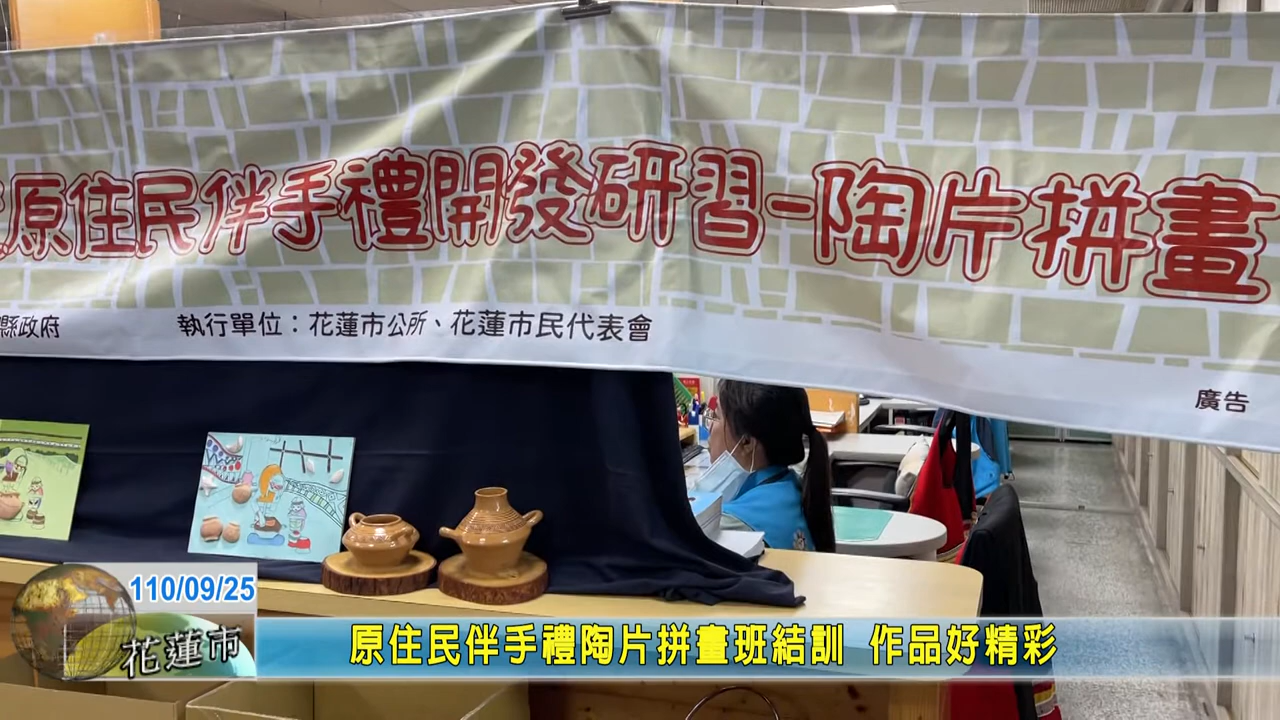 原住民伴手禮開發研習-陶片拼畫
縣政府 執行單位：花蓮市公所、花蓮市民代表會
廣告
110/09/25
花蓮市
原住民伴手禮陶片拼畫班結訓 作品好精彩